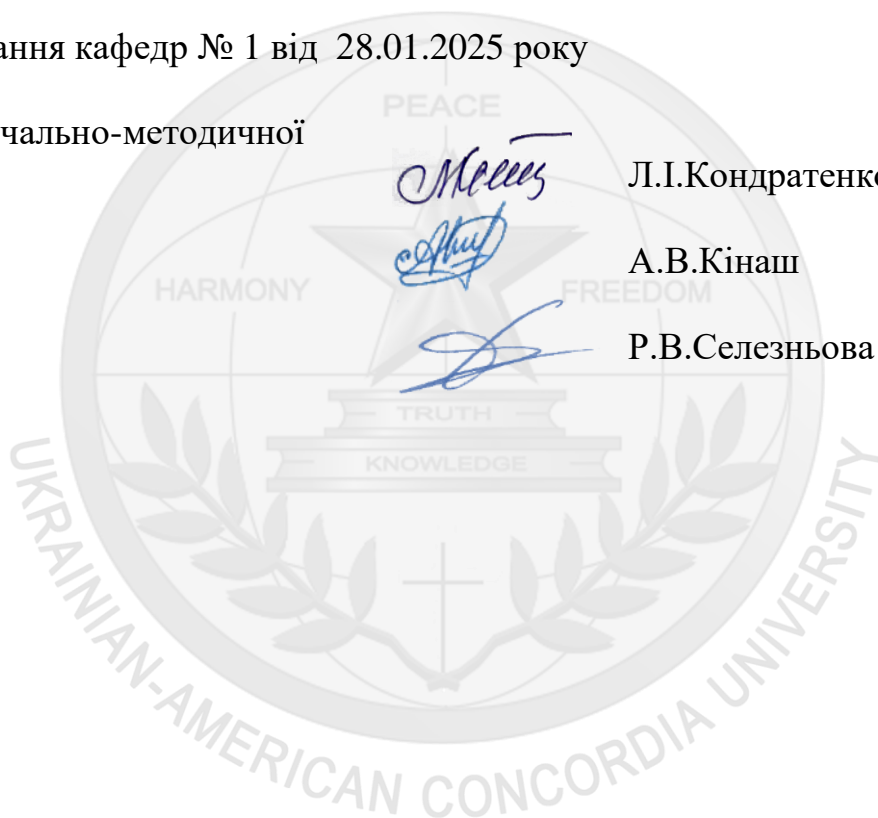 ання кафедр № 1 від 28.01.2025 року
PEACE
чально-методичної
Л.І.Кондратенко
А.В.Кінаш
HARMONY
FREEDOM
Р.В.Селезньова
TRUTH
KNOWLEDGE
UKRAINIAN-AMERICAN CONCORDIA UNIVERSITY